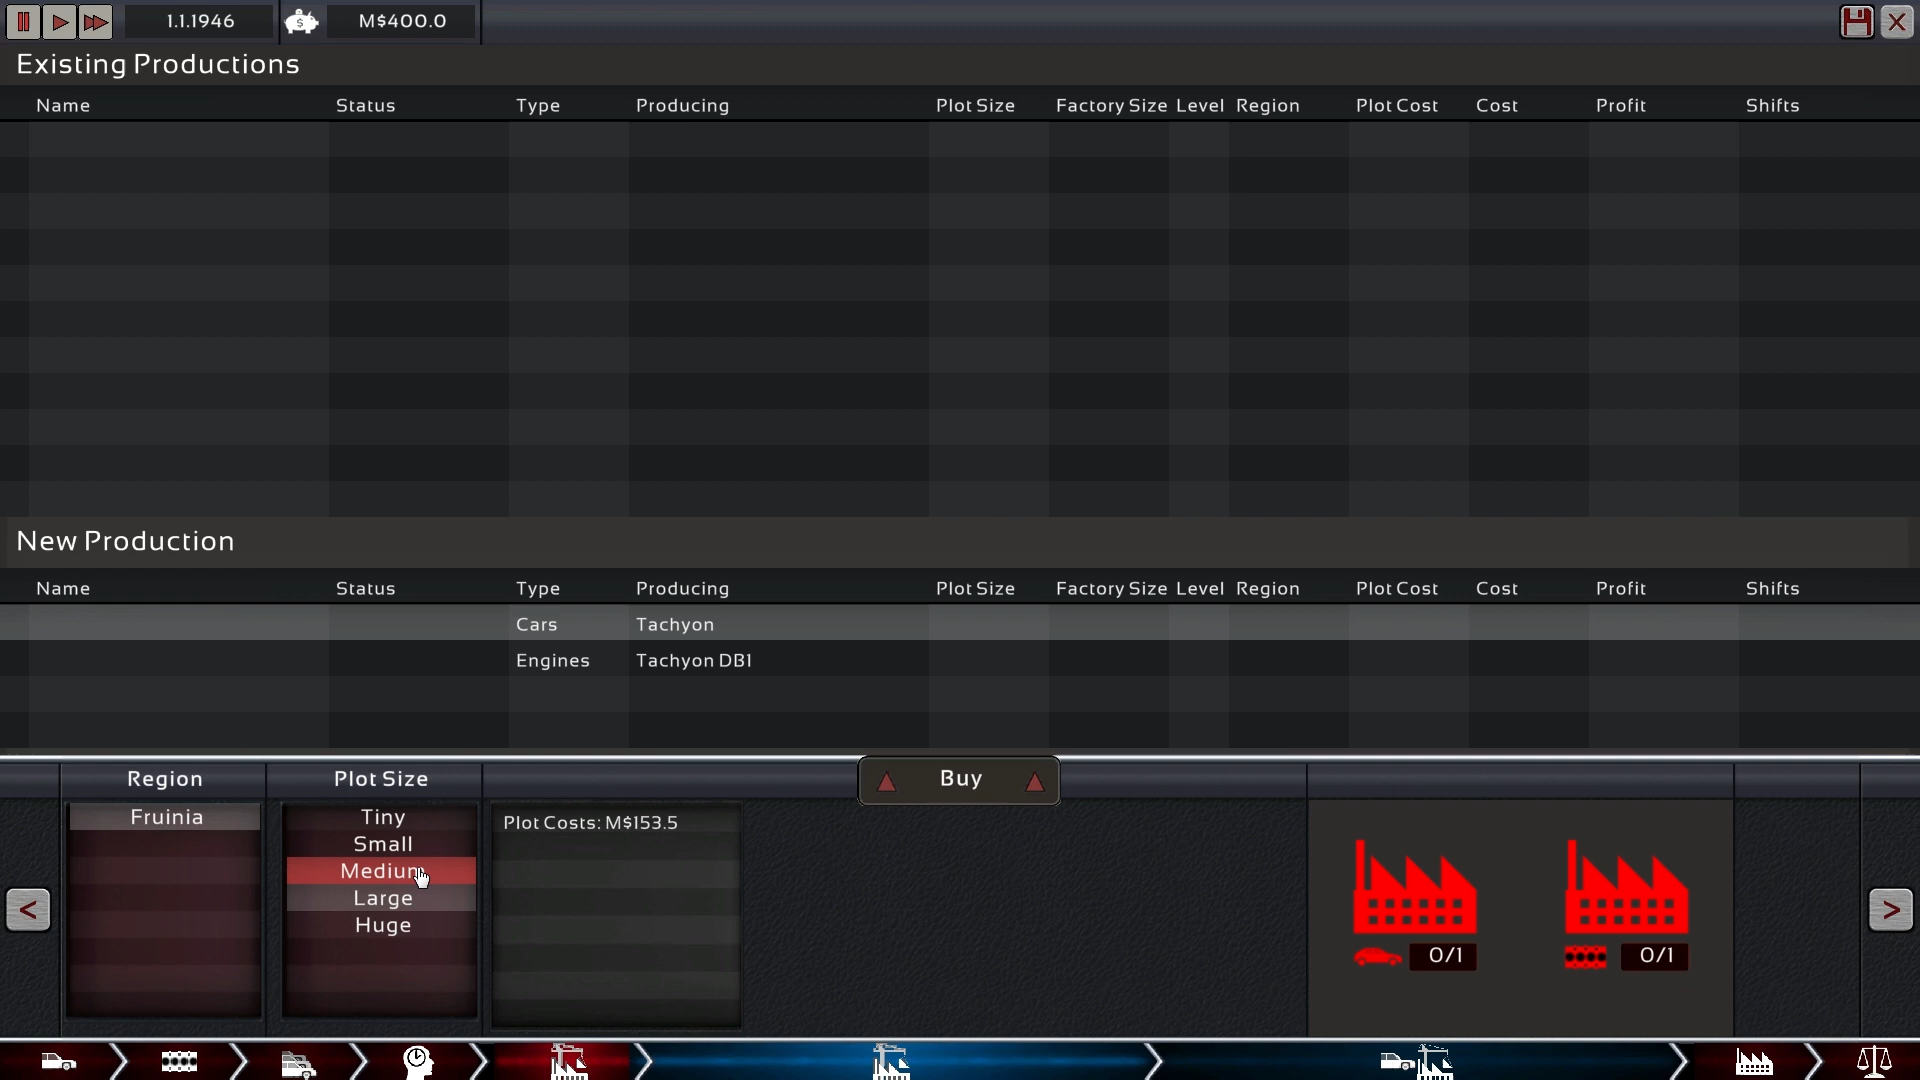 1.1.1946 M$400.0
Existing Productions
Name Status Type Producing Plot Size Factory Size Level Region Plot Cost Cost Profit Shifts
New Production
Name Status Type Producing Plot Size Factory Size Level Region Plot Cost Cost Profit Shifts
Cars Tachyon
Engines Tachyon DB1
Region Plot Size Buy
Fruinia Tiny Plot Costs: M$153.5
Small
Medium
Large
Huge
0/1 0/1